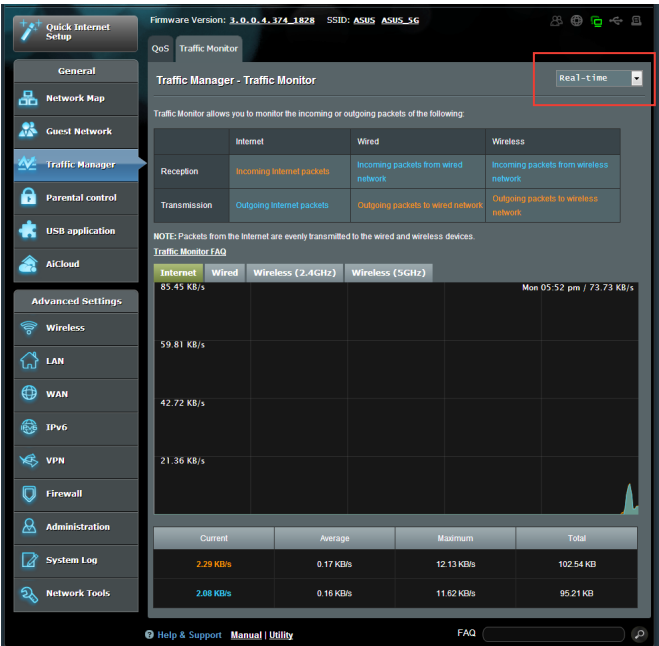 Quick Internet
Setup
Firmware Version: 3.0.0.4.374_1828 SSID: ASUS ASUS_5G
QoS Traffic Monitor
General
Network Map
Guest Network
Traffic Manager
Parental control
USB application
AiCloud
Advanced Settings
Wireless
LAN
WAN
IPv6
VPN
Firewall
Administration
System Log
Network Tools
Traffic Manager - Traffic Monitor
Real-time
Traffic Monitor allows you to monitor the incoming or outgoing packets of the following:
Internet Wired Wireless
Reception Incoming Internet packets Incoming packets from wired network Incoming packets from wireless network
Transmission Outgoing Internet packets Outgoing packets to wired network Outgoing packets to wireless network
NOTE: Packets from the Internet are evenly transmitted to the wired and wireless devices.
Traffic Monitor FAQ
Internet Wired Wireless (2.4GHz) Wireless (5GHz)
85.45 KB/s Mon 05:52 pm / 73.73 KB/s
59.81 KB/s
42.72 KB/s
21.36 KB/s
Current Average Maximum Total
2.29 KB/s 0.17 KB/s 12.13 KB/s 102.54 KB
2.08 KB/s 0.16 KB/s 11.62 KB/s 95.21 KB
Help & Support Manual | Utility FAQ